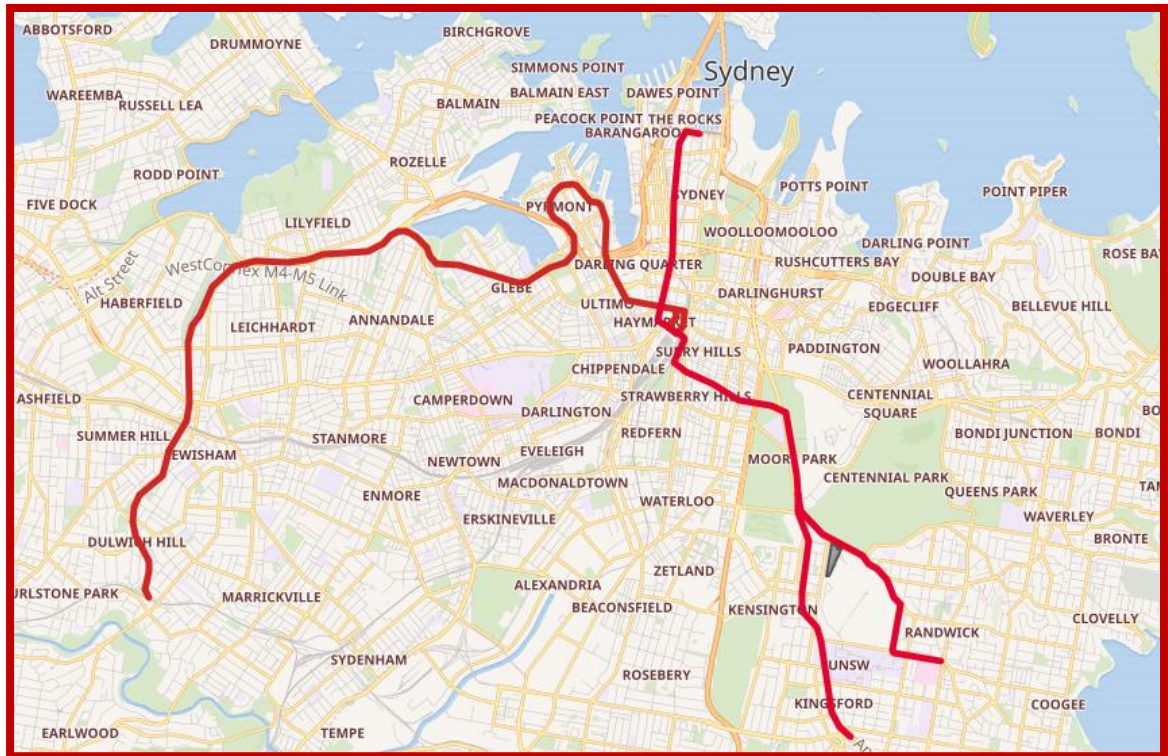 ABBOTSFORD
BIRCHGROVE
DRUMMOYNE
SIMMONS POINT
Sydney
WAREEMBA
RUSSELL LEA
BALMAIN
BALMAIN EAST
DAWES POINT
PEACOCK POINT
THE ROCKS
BARANGAROO
ROZELLE
RODD POINT
FIVE DOCK
LILYFIELD
PYRMONT
SYDNEY
POTTS POINT
POINT PIPER
WOOLLOOMOOLOO
DARLING POINT
ROSE BAY
Alt Street
WestConnex M4-M5 Link
DARLING QUARTER
RUSHCUTTERS BAY
DOUBLE BAY
HABERFIELD
GLEBE
ULTIMO
DARLINGHURST
EDGECLIFF
BELLEVUE HILL
LEICHHARDT
ANNANDALE
HAYMARKET
SURRY HILLS
PADDINGTON
WOOLLAHRA
CHIPPENDALE
ASHFIELD
CAMPERDOWN
STRAWBERRY HILLS
CENTENNIAL
SQUARE
DARLINGTON
SUMMER HILL
STANMORE
REDFERN
BONDI JUNCTION
BONDI
EWISHAM
EVELEIGH
NEWTOWN
MOORE PARK
MACDONALDTOWN
CENTENNIAL PARK
ENMORE
WATERLOO
QUEENS PARK
ERSKINEVILLE
WAVERLEY
DULWICH HILL
BRONTE
ZETLAND
URLSTONE PARK
MARRICKVILLE
ALEXANDRIA
BEACONSFIELD
KENSINGTON
CLOVELLY
RANDWICK
SYDENHAM
ROSEBERY
UNSW
KINGSFORD
COOGEE
EARLWOOD
TEMPE